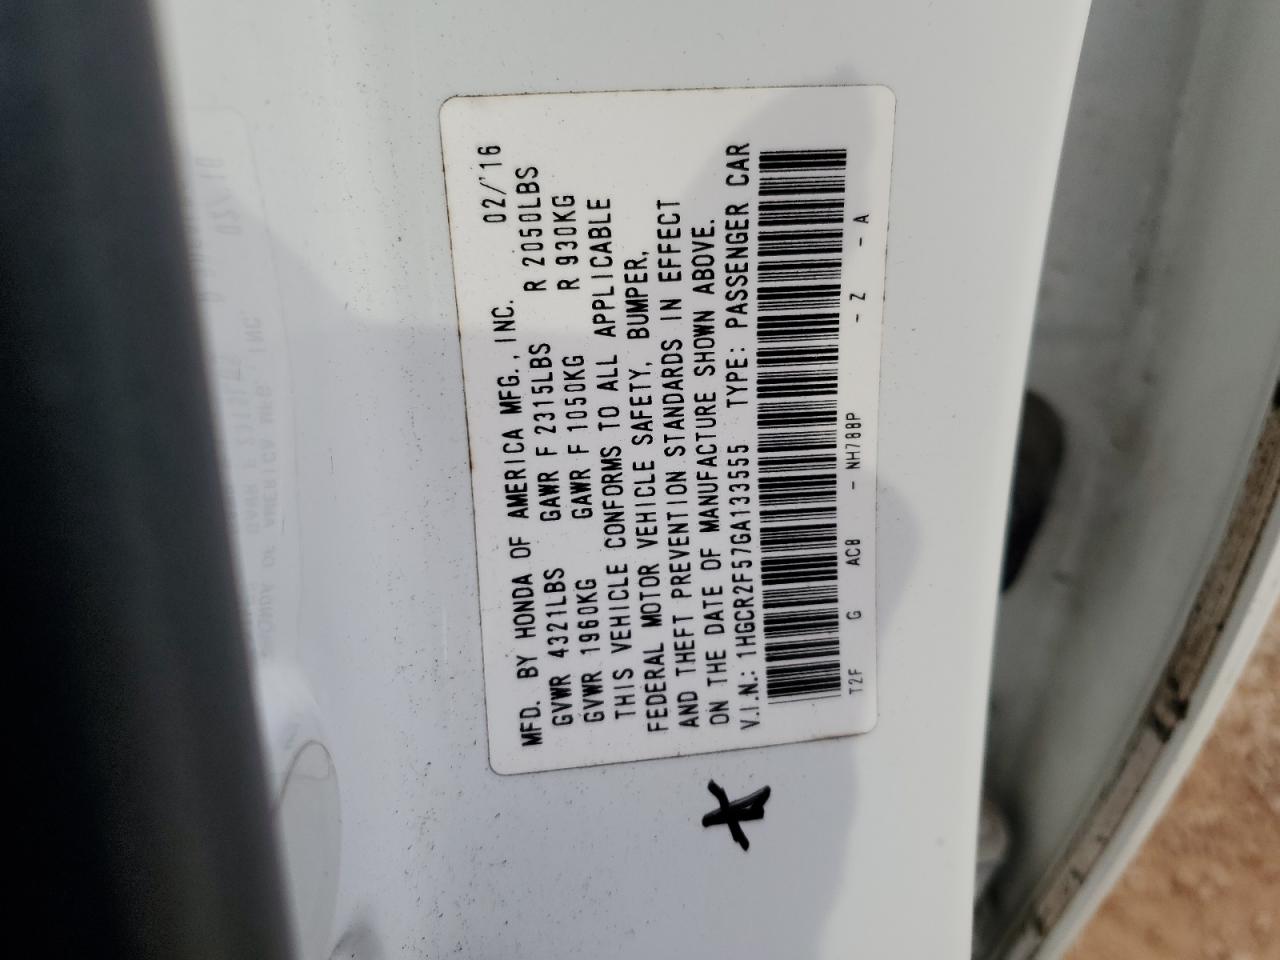 MFD. BY HONDA OF AMERICA MFG., INC. 02/'16
GVWR 4321LBS GAWR F 2315LBS R 2050LBS
GVWR 1960KG GAWR F 1050KG R 930KG
THIS VEHICLE CONFORMS TO ALL APPLICABLE
FEDERAL MOTOR VEHICLE SAFETY, BUMPER,
AND THEFT PREVENTION STANDARDS IN EFFECT
ON THE DATE OF MANUFACTURE SHOWN ABOVE.
V.I.N.: 1HGCR2F57GA133555 TYPE: PASSENGER CAR
T2F G AC8 - NH788P - Z - A
X